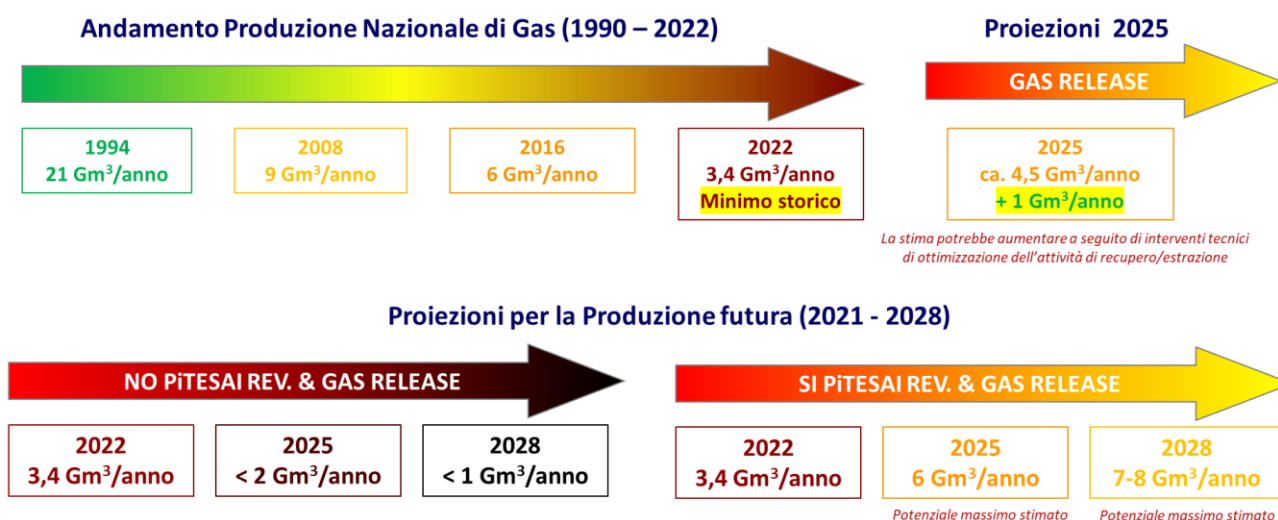 Andamento Produzione Nazionale di Gas (1990 – 2022)
Proiezioni 2025
GAS RELEASE
1994
21 Gm³/anno
2008
9 Gm³/anno
2016
6 Gm³/anno
2022
3,4 Gm³/anno
Minimo storico
2025
ca. 4,5 Gm³/anno
+ 1 Gm³/anno
La stima potrebbe aumentare a seguito di interventi tecnici
di ottimizzazione dell'attività di recupero/estrazione
Proiezioni per la Produzione futura (2021 - 2028)
NO PiTESAI REV. & GAS RELEASE
2022
3,4 Gm³/anno
2025
< 2 Gm³/anno
2028
< 1 Gm³/anno
SI PiTESAI REV. & GAS RELEASE
2022
3,4 Gm³/anno
2025
6 Gm³/anno
Potenziale massimo stimato
2028
7-8 Gm³/anno
Potenziale massimo stimato